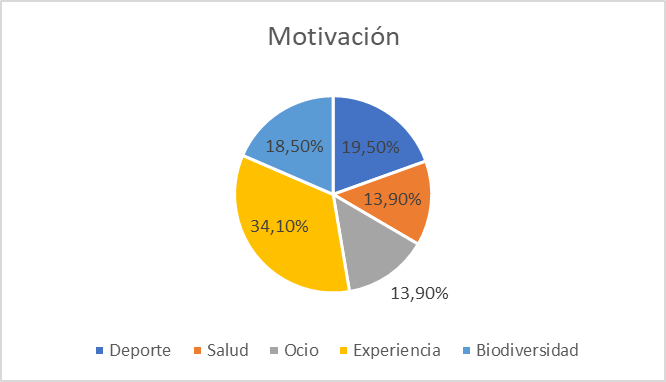 Motivación
18,50%
19,50%
13,90%
34,10%
13,90%
Deporte Salud Ocio Experiencia Biodiversidad